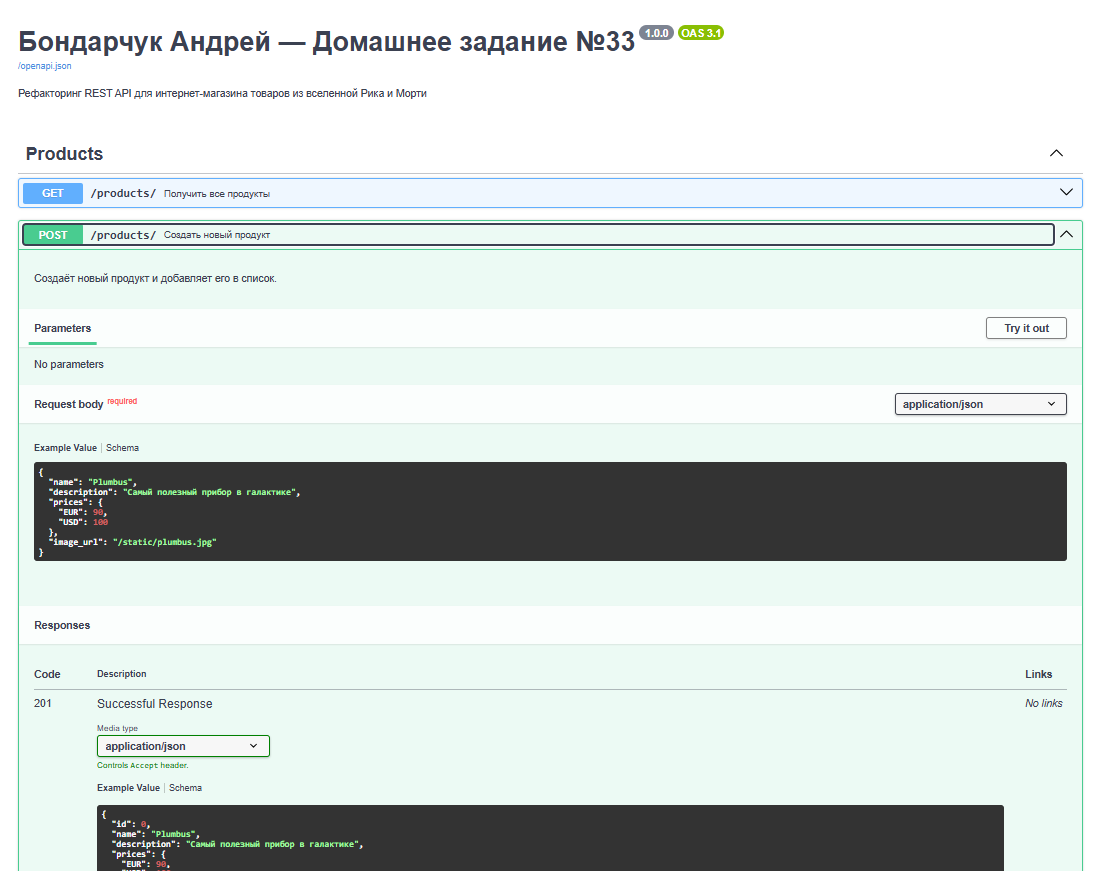 Бондарчук Андрей — Домашнее задание №33 1.0.0 OAS 3.1
/openapi.json
Рефакторинг REST API для интернет-магазина товаров из вселенной Рика и Морти
Products
GET /products/ Получить все продукты
POST /products/ Создать новый продукт
Создаёт новый продукт и добавляет его в список.
Parameters
Try it out
No parameters
Request body required
application/json
Example Value | Schema
{
"name": "Plumbus",
"description": "Самый полезный прибор в галактике",
"prices": {
"EUR": 90,
"USD": 100
},
"image_url": "/static/plumbus.jpg"
}
Responses
Code Description Links
201 Successful Response No links
Media type
application/json
Controls Accept header.
Example Value | Schema
{
"id": 0,
"name": "Plumbus",
"description": "Самый полезный прибор в галактике",
"prices": {
"EUR": 90,